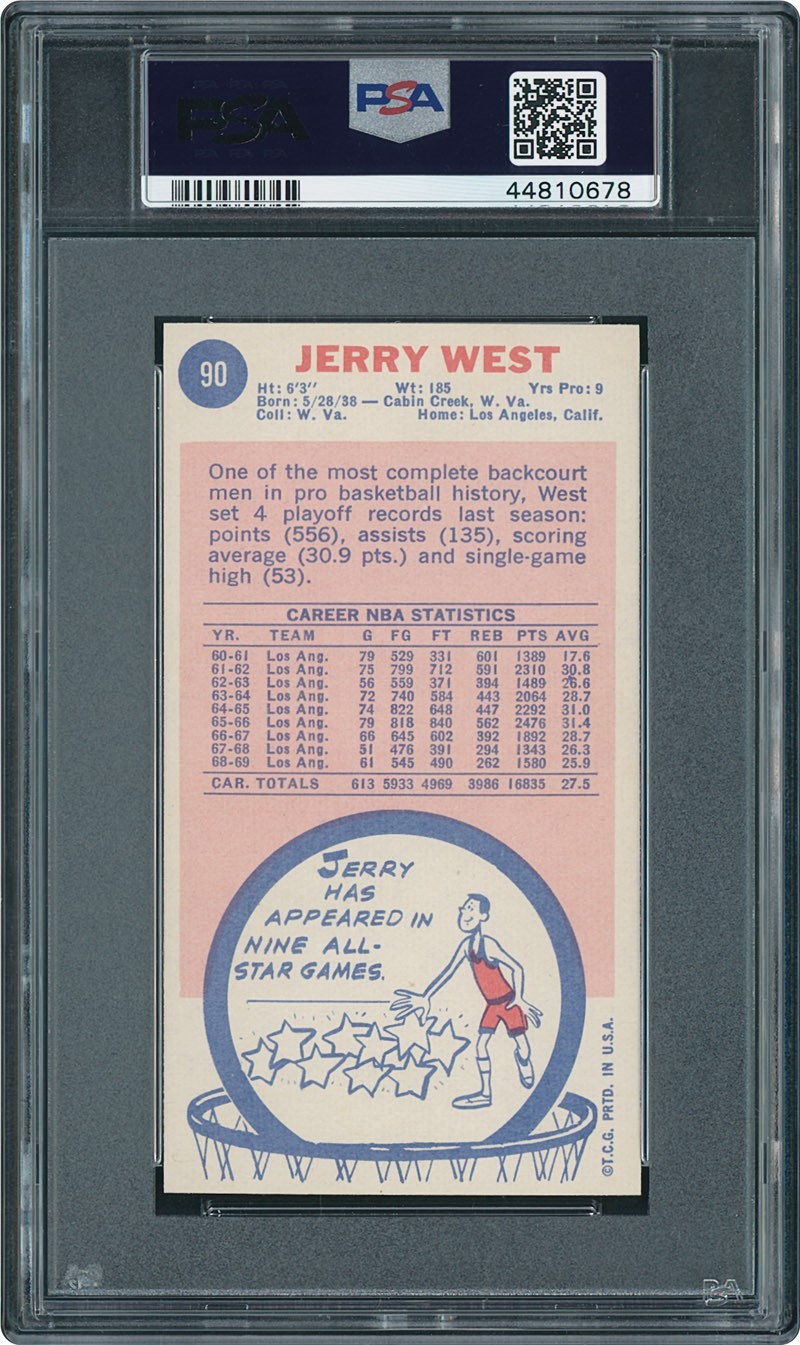 PSA
PSA
44810678
90
JERRY WEST
Ht: 6'3" Wt: 185 Yrs Pro: 9
Born: 5/28/38 — Cabin Creek, W. Va.
Coll: W. Va. Home: Los Angeles, Calif.
One of the most complete backcourt
men in pro basketball history, West
set 4 playoff records last season:
points (556), assists (135), scoring
average (30.9 pts.) and single-game
high (53).
CAREER NBA STATISTICS
YR. TEAM G FG FT REB PTS AVG
60-61 Los Ang. 79 529 331 601 1389 17.6
61-62 Los Ang. 75 799 712 591 2310 30.8
62-63 Los Ang. 56 559 371 394 1489 26.6
63-64 Los Ang. 72 740 584 443 2064 28.7
64-65 Los Ang. 74 822 648 447 2292 31.0
65-66 Los Ang. 79 818 840 562 2476 31.4
66-67 Los Ang. 66 645 602 392 1892 28.7
67-68 Los Ang. 51 476 391 294 1343 26.3
68-69 Los Ang. 61 545 490 262 1580 25.9
CAR. TOTALS 613 5933 4969 3986 16835 27.5
JERRY
HAS
APPEARED IN
NINE ALL-
STAR GAMES.
©T.C.G. PRTD. IN U.S.A.